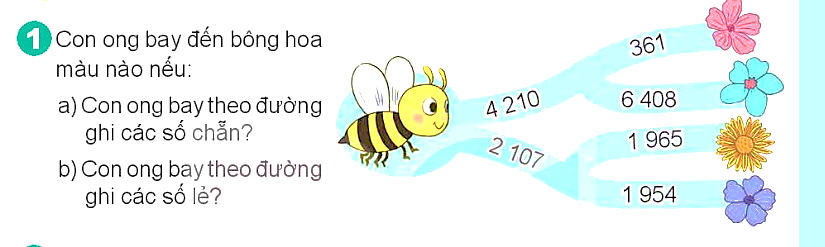 1 Con ong bay đến bông hoa
màu nào nếu:
a) Con ong bay theo đường
ghi các số chẵn?
b) Con ong bay theo đường
ghi các số lẻ?
361
4 210
6 408
2 107
1 965
1 954